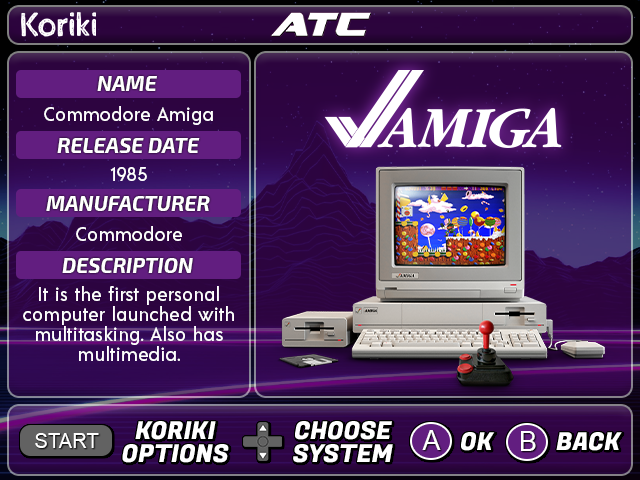 Koriki
ATC
NAME
Commodore Amiga
RELEASE DATE
1985
MANUFACTURER
Commodore
DESCRIPTION
It is the first personal
computer launched with
multitasking. Also has
multimedia.
AMIGA
START
KORIKI
OPTIONS
CHOOSE
SYSTEM
A
OK
B
BACK